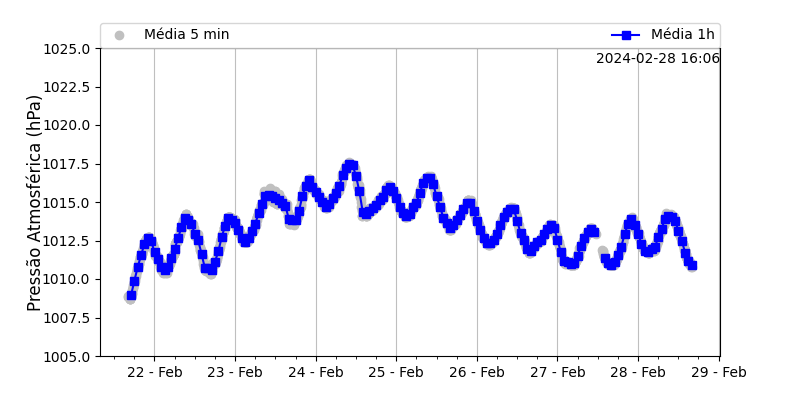 Média 5 min
Média 1h
2024-02-28 16:06
Pressão Atmosférica (hPa)
1025.0
1022.5
1020.0
1017.5
1015.0
1012.5
1010.0
1007.5
1005.0
22 - Feb
23 - Feb
24 - Feb
25 - Feb
26 - Feb
27 - Feb
28 - Feb
29 - Feb